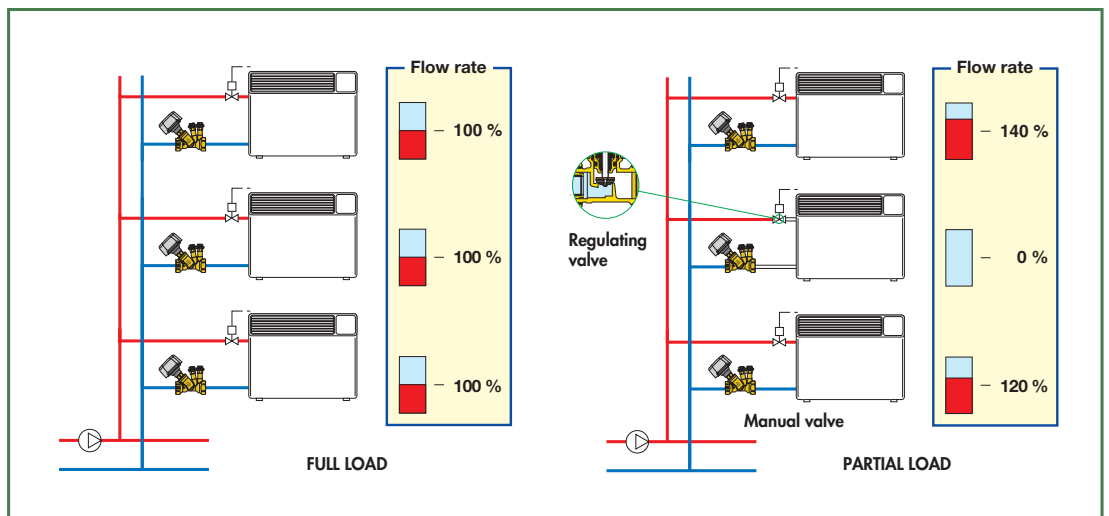 Flow rate
100 %
100 %
100 %
FULL LOAD
Flow rate
140 %
0 %
120 %
Regulating
valve
Manual valve
PARTIAL LOAD